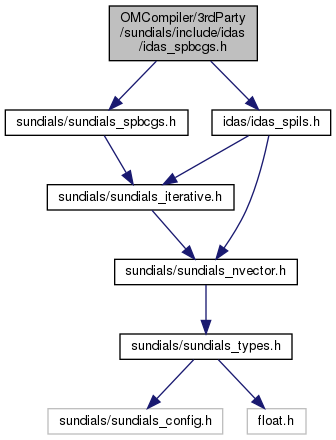 OMCompiler/3rdParty
/sundials/include/idas
/idas_spbcgs.h
sundials/sundials_spbcgs.h
idas/idas_spils.h
sundials/sundials_iterative.h
sundials/sundials_nvector.h
sundials/sundials_types.h
sundials/sundials_config.h
float.h